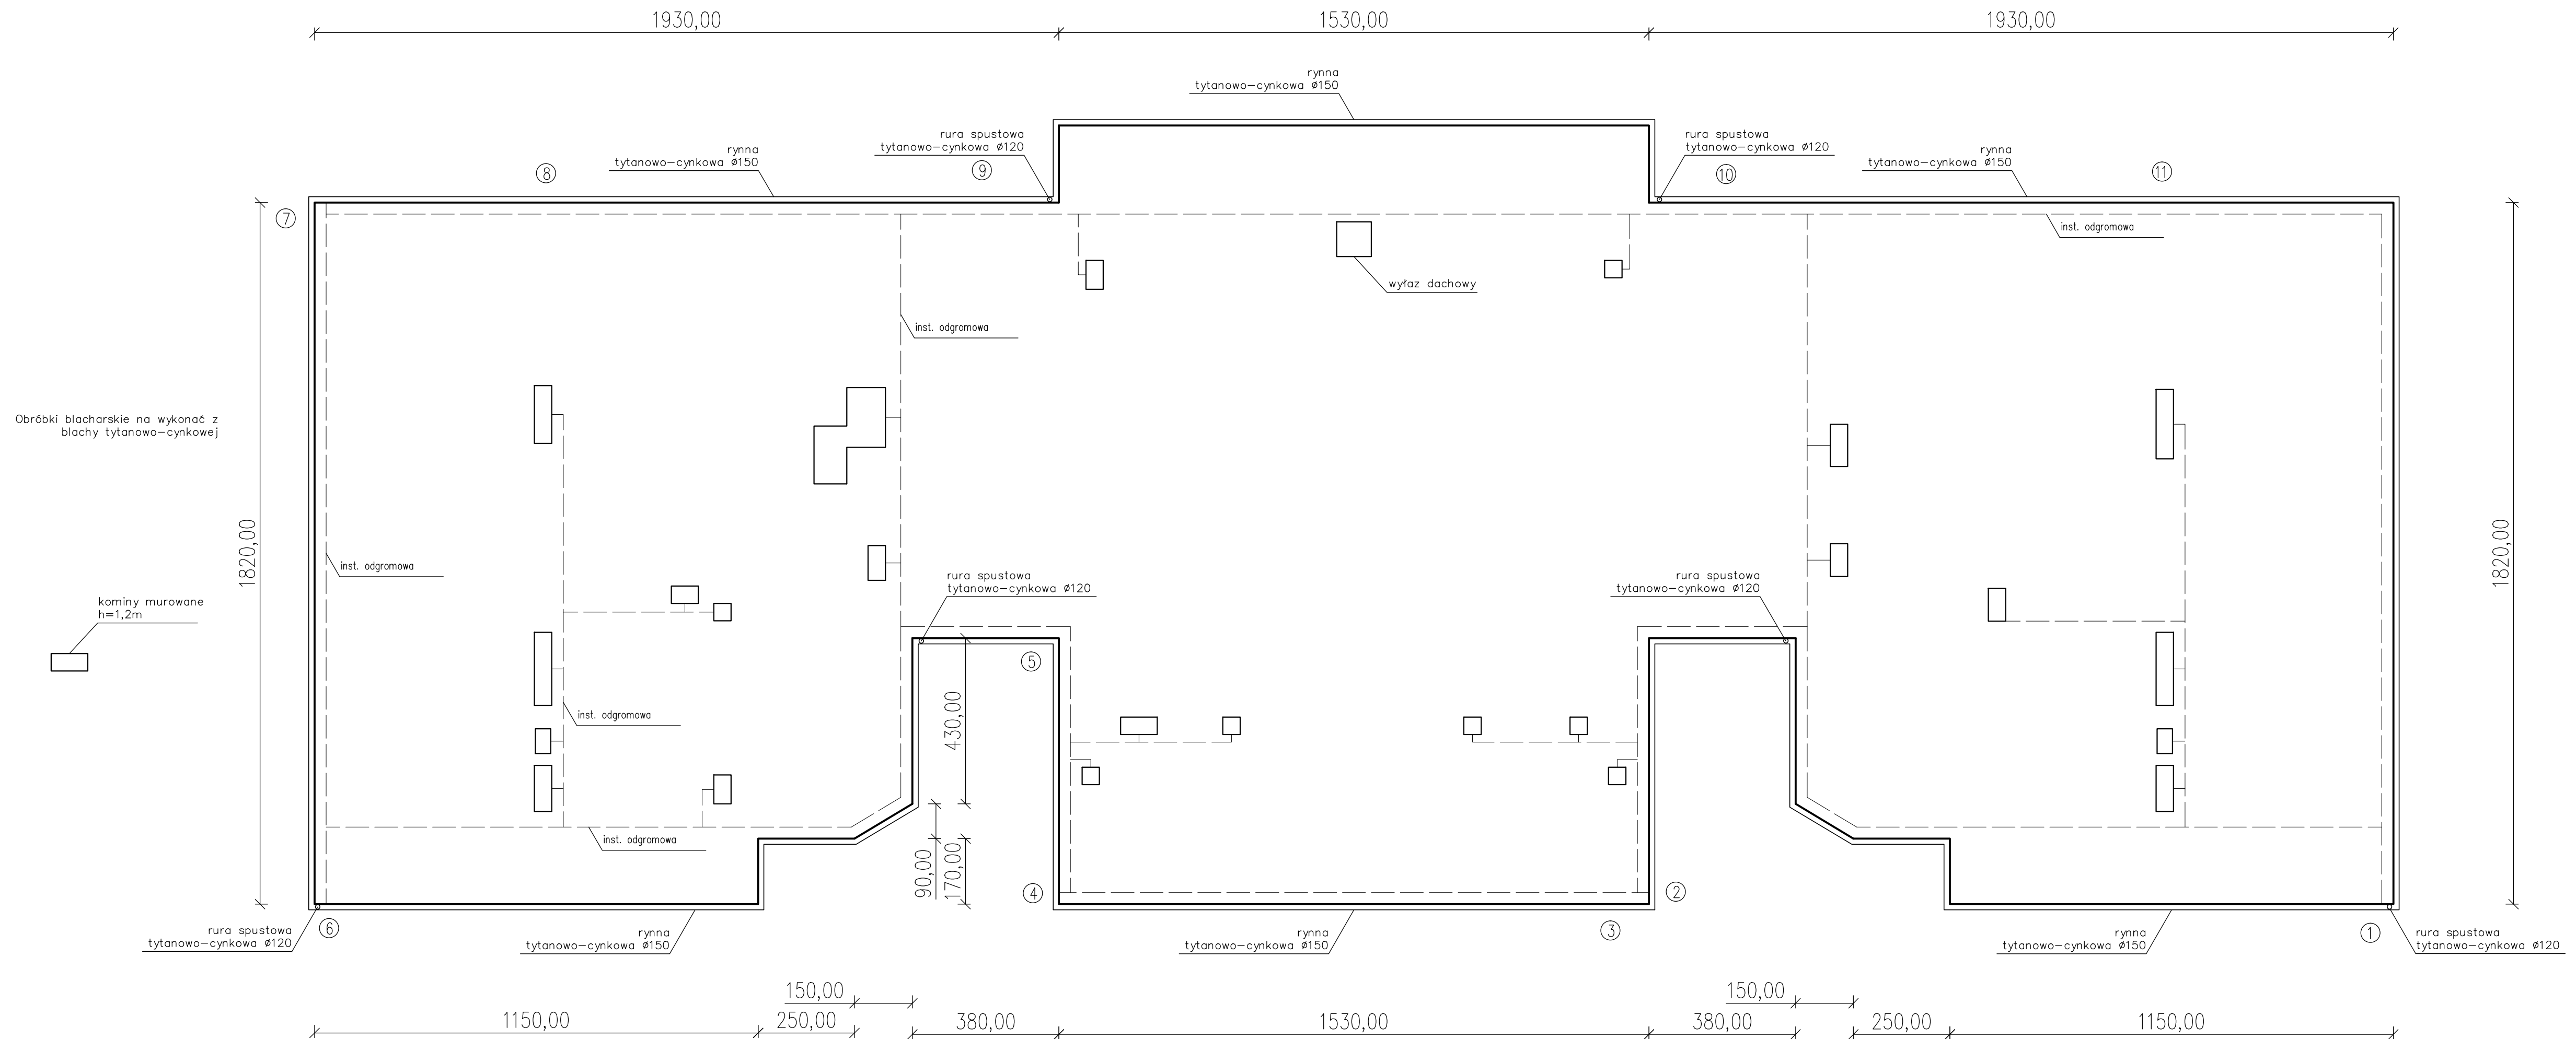 1930,00
1530,00
1930,00
rynna
tytanowo-cynkowa ø150
rura spustowa
tytanowo-cynkowa ø120
rura spustowa
tytanowo-cynkowa ø120
rynna
tytanowo-cynkowa ø150
rynna
tytanowo-cynkowa ø150
8
9
10
11
7
inst. odgromowa
wyłaz dachowy
inst. odgromowa
Obróbki blacharskie na wykonać z
blachy tytanowo-cynkowej
1820,00
1820,00
inst. odgromowa
rura spustowa
tytanowo-cynkowa ø120
rura spustowa
tytanowo-cynkowa ø120
kominy murowane
h=1,2m
5
430,00
inst. odgromowa
inst. odgromowa
90,00
170,00
4
2
6
3
1
rura spustowa
tytanowo-cynkowa ø120
rynna
tytanowo-cynkowa ø150
rynna
tytanowo-cynkowa ø150
rynna
tytanowo-cynkowa ø150
rura spustowa
tytanowo-cynkowa ø120
150,00
150,00
1150,00
250,00
380,00
1530,00
380,00
250,00
1150,00